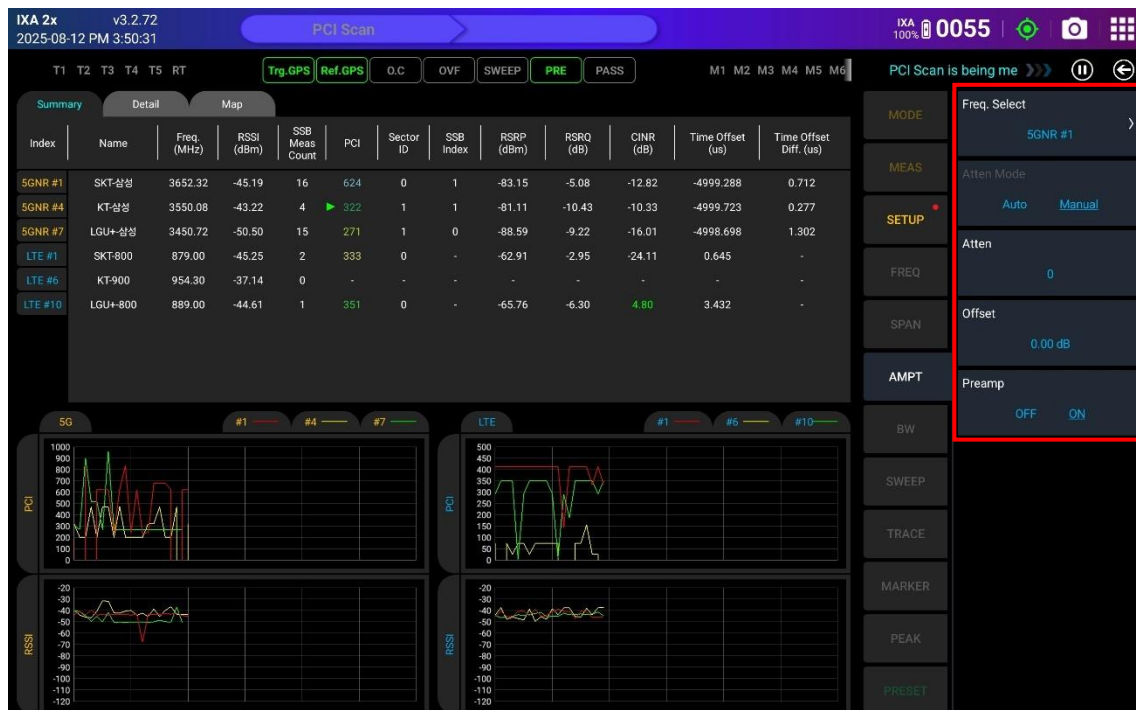 IXA 2x v3.2.72
2025-08-12 PM 3:50:31
PCI Scan
IXA 100% 0055
T1 T2 T3 T4 T5 RT
Trg.GPS Ref.GPS O.C OVF SWEEP PRE PASS
M1 M2 M3 M4 M5 M6
PCI Scan is being me
Summary Detail Map
Index Name Freq. (MHz) RSSI (dBm) SSB Meas Count PCI Sector ID SSB Index RSRP (dBm) RSRQ (dB) CINR (dB) Time Offset (us) Time Offset Diff. (us)
5GNR #1 SKT-삼성 3652.32 -45.19 16 624 0 1 -83.15 -5.08 -12.82 -4999.288 0.712
5GNR #4 KT-삼성 3550.08 -43.22 4 322 1 1 -81.11 -10.43 -10.33 -4999.723 0.277
5GNR #7 LGU+-삼성 3450.72 -50.50 15 271 1 0 -88.59 -9.22 -16.01 -4998.698 1.302
LTE #1 SKT-800 879.00 -45.25 2 333 0 - -62.91 -2.95 -24.11 0.645 -
LTE #6 KT-900 954.30 -37.14 0 - - - - - - - -
LTE #10 LGU+-800 889.00 -44.61 1 351 0 - -65.76 -6.30 4.80 3.432 -
5G #1 #4 #7
PCI
1000
900
800
700
600
500
400
300
200
100
0
RSSI
-20
-30
-40
-50
-60
-70
-80
-90
-100
-110
-120
LTE #1 #6 #10
PCI
500
450
400
350
300
250
200
150
100
50
0
RSSI
-20
-30
-40
-50
-60
-70
-80
-90
-100
-110
-120
MODE
MEAS
SETUP
FREQ
SPAN
AMPT
BW
SWEEP
TRACE
MARKER
PEAK
PRESET
Freq. Select
5GNR #1
Atten Mode
Auto Manual
Atten
0
Offset
0.00 dB
Preamp
OFF ON